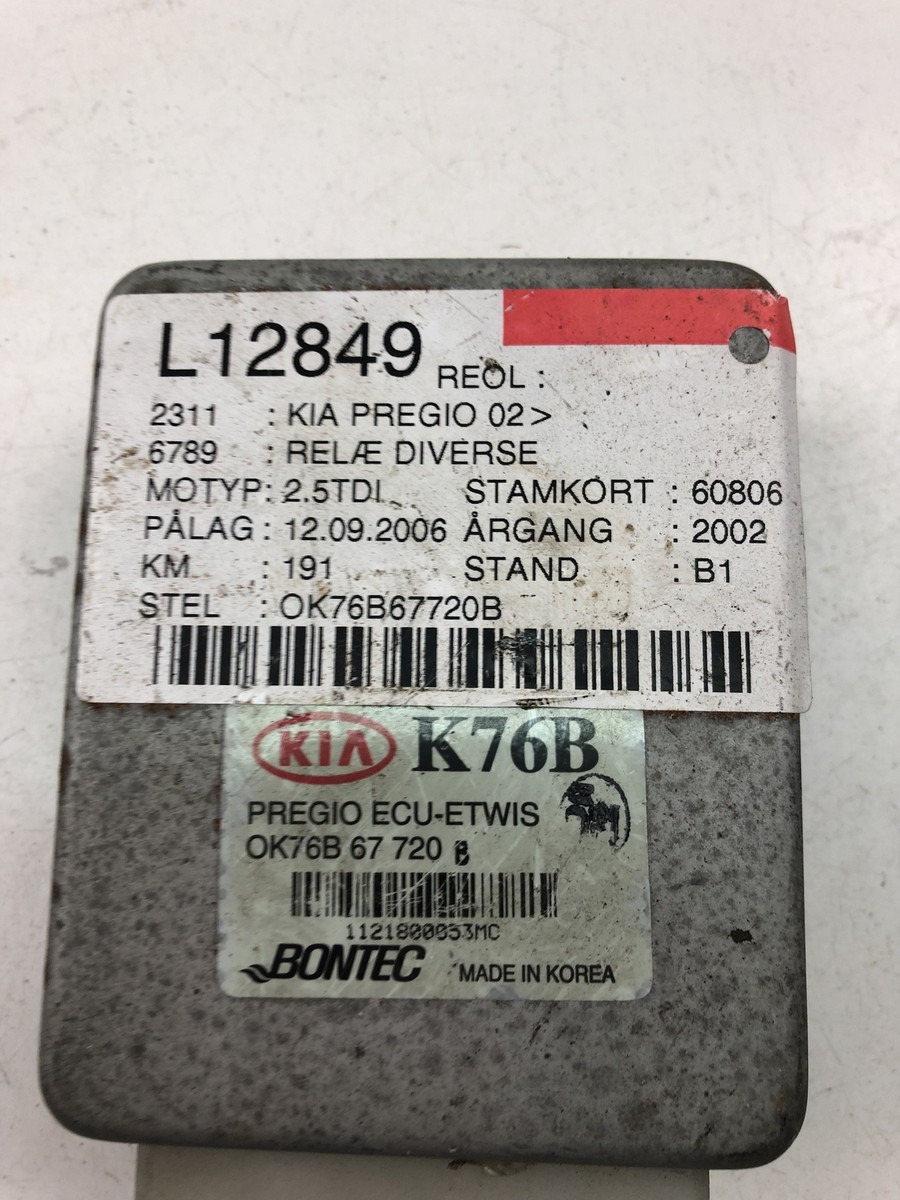 L12849 REOL :
2311 : KIA PREGIO 02>
6789 : RELÆ DIVERSE
MOTYP: 2.5TDI STAMKORT : 60806
PÅLAG : 12.09.2006 ÅRGANG : 2002
KM : 191 STAND : B1
STEL : OK76B67720B
KIA K76B
PREGIO ECU-ETWIS
OK76B 67 720 B
1121800053MC
BONTEC MADE IN KOREA